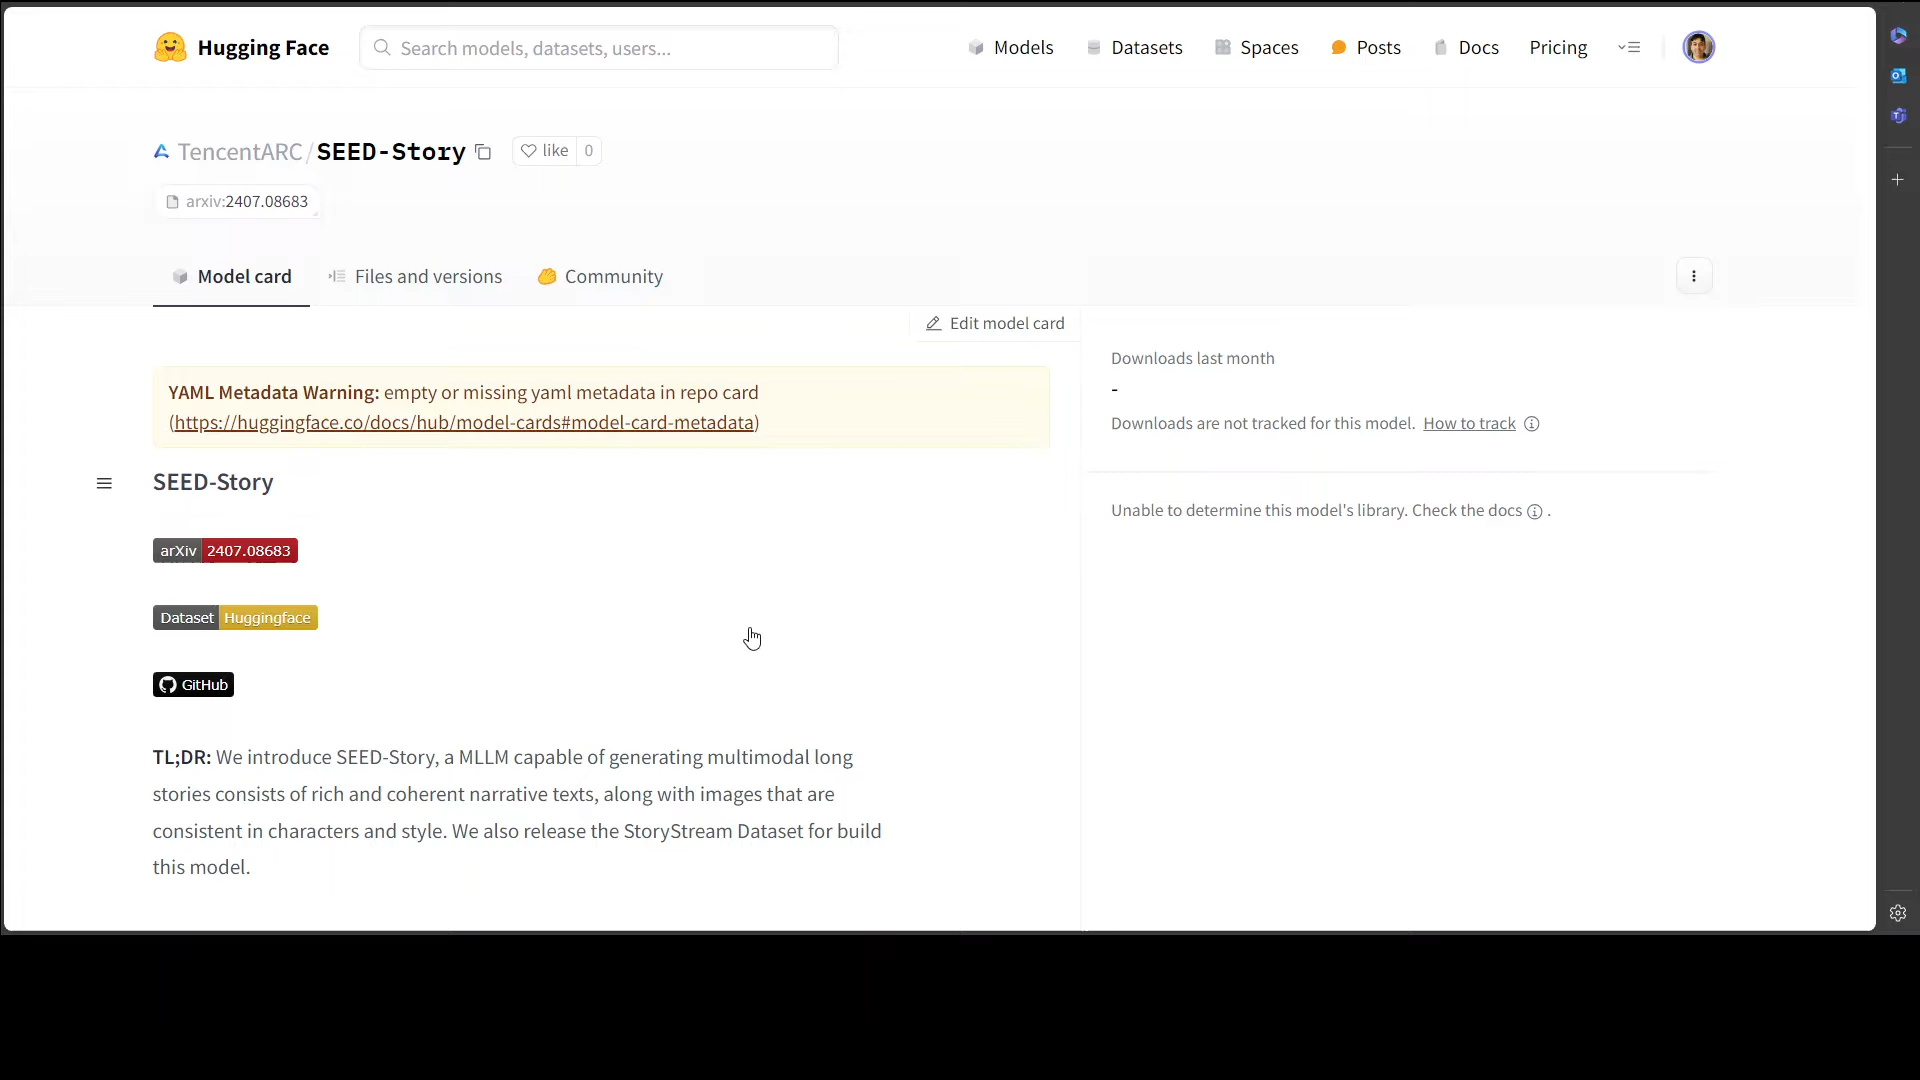 Hugging Face
Search models, datasets, users...
Models
Datasets
Spaces
Posts
Docs
Pricing
TencentARC/SEED-Story
like 0
arxiv:2407.08683
Model card
Files and versions
Community
Edit model card
YAML Metadata Warning: empty or missing yaml metadata in repo card
(https://huggingface.co/docs/hub/model-cards#model-card-metadata)
SEED-Story
arXiv 2407.08683
Dataset Huggingface
GitHub
TL;DR: We introduce SEED-Story, a MLLM capable of generating multimodal long
stories consists of rich and coherent narrative texts, along with images that are
consistent in characters and style. We also release the StoryStream Dataset for build
this model.
Downloads last month
-
Downloads are not tracked for this model. How to track
Unable to determine this model's library. Check the docs .